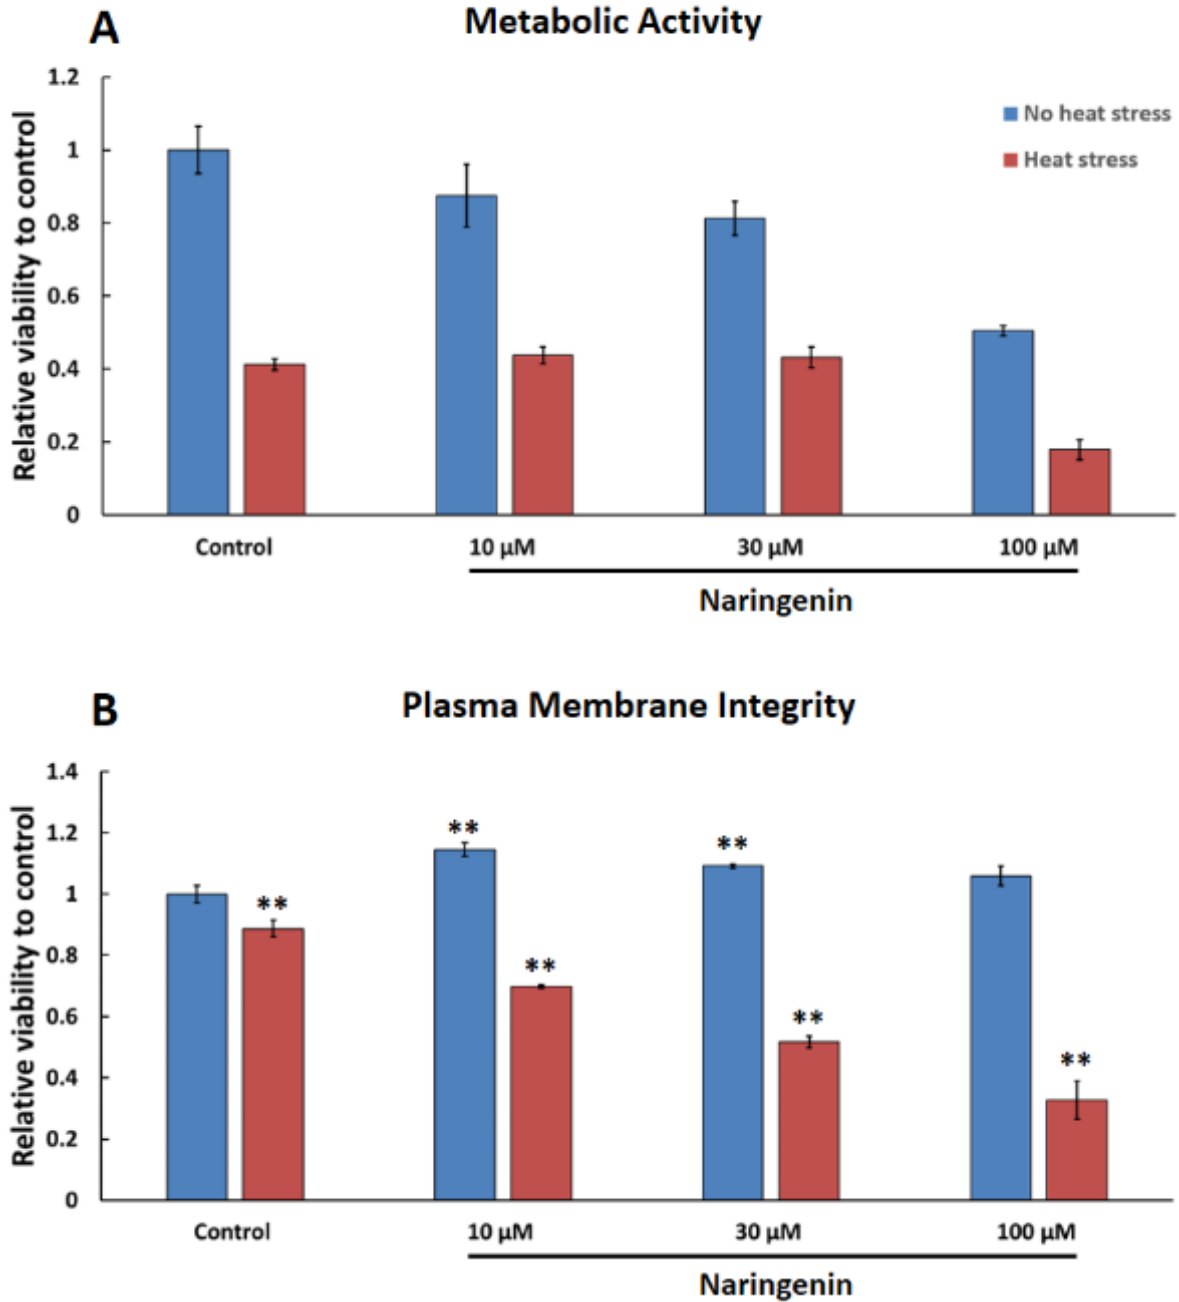 A
Metabolic Activity
Relative viability to control
1.2
1
0.8
0.6
0.4
0.2
0
No heat stress
Heat stress
Control 10 µM 30 µM 100 µM
Naringenin
B
Plasma Membrane Integrity
Relative viability to control
1.4
1.2
1
0.8
0.6
0.4
0.2
0
**
**
**
**
**
**
Control 10 µM 30 µM 100 µM
Naringenin